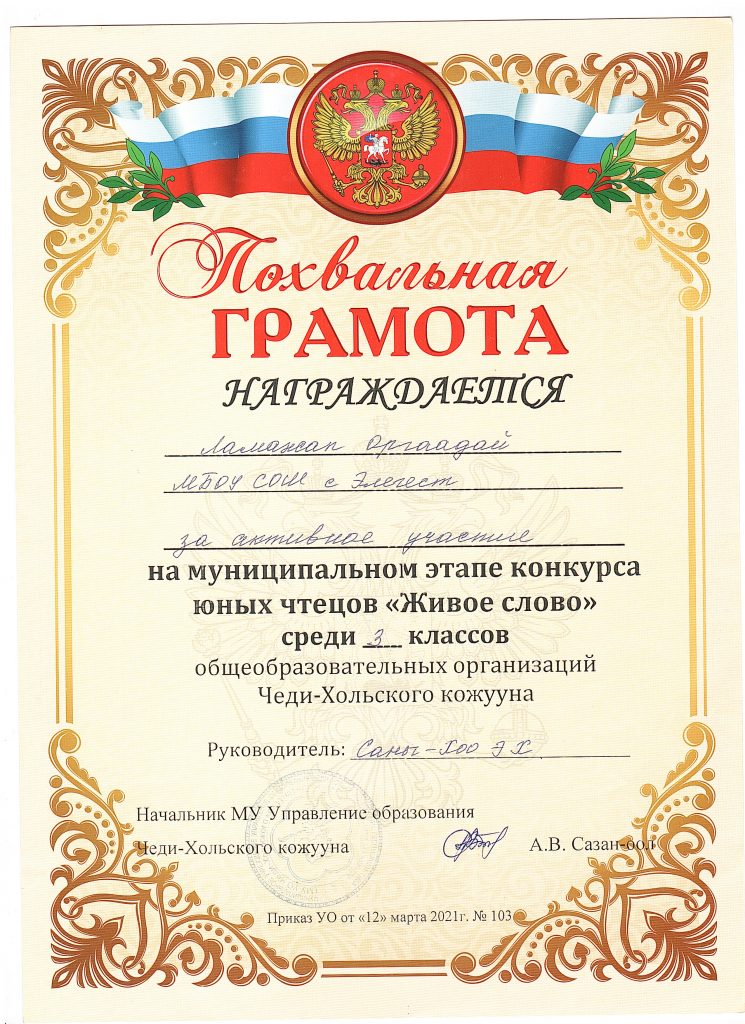 Похвальная
ГРАМОТА
НАГРАЖДАЕТСЯ
Ламажап Оргаадай
МБОУ СОШ с Элегест
за активное участие
на муниципальном этапе конкурса
юных чтецов «Живое слово»
среди 3 классов
общеобразовательных организаций
Чеди-Хольского кожууна
Руководитель: Саны-Хоо Э Х
Начальник МУ Управление образования
Чеди-Хольского кожууна А.В. Сазан-оол
Приказ УО от «12» марта 2021г. № 103